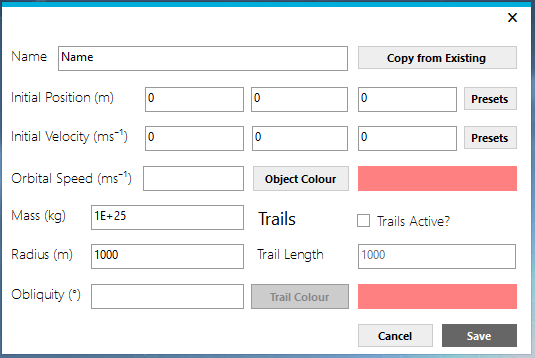 Name Name Copy from Existing
Initial Position (m) 0 0 0 Presets
Initial Velocity (ms⁻¹) 0 0 0 Presets
Orbital Speed (ms⁻¹) Object Colour
Mass (kg) 1E+25 Trails Trails Active?
Radius (m) 1000 Trail Length 1000
Obliquity (°) Trail Colour
Cancel Save